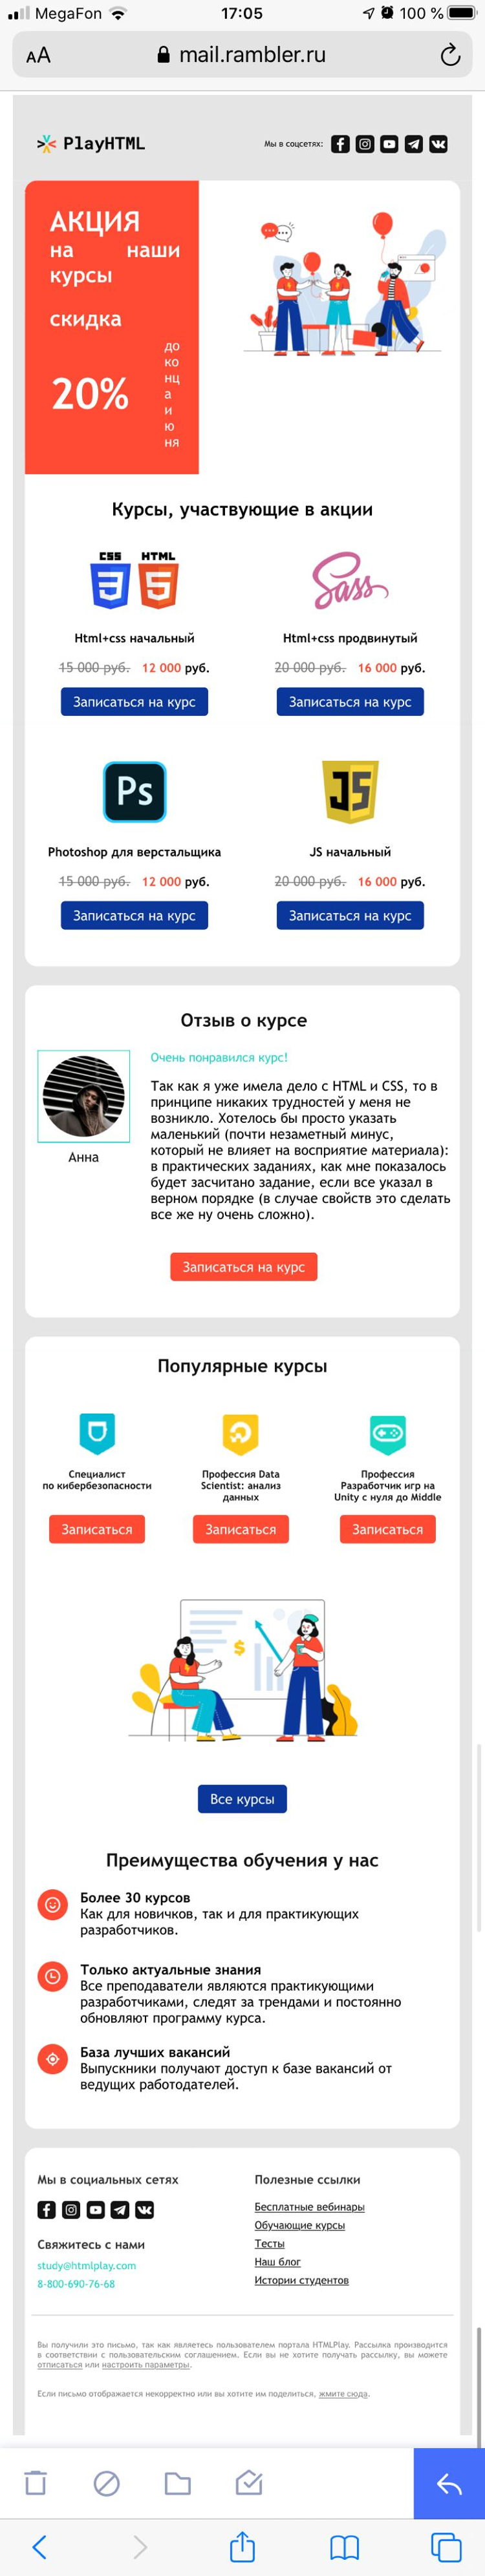 MegaFon 17:05 100 %
AA mail.rambler.ru
PlayHTML Мы в соцсетях:
АКЦИЯ
на наши
курсы
скидка
20%
до
ко
нц
а
и
ю
ня
Курсы, участвующие в акции
CSS HTML
3 5 Sass
Html+css начальный Html+css продвинутый
15 000 руб. 12 000 руб. 20 000 руб. 16 000 руб.
Записаться на курс Записаться на курс
Ps JS
Photoshop для верстальщика JS начальный
15 000 руб. 12 000 руб. 20 000 руб. 16 000 руб.
Записаться на курс Записаться на курс
Отзыв о курсе
Очень понравился курс!
Так как я уже имела дело с HTML и CSS, то в
принципе никаких трудностей у меня не
возникло. Хотелось бы просто указать
маленький (почти незаметный минус,
который не влияет на восприятие материала):
в практических заданиях, как мне показалось
будет засчитано задание, если все указал в
верном порядке (в случае свойств это сделать
все же ну очень сложно).
Анна
Записаться на курс
Популярные курсы
Специалист
по кибербезопасности
Профессия Data
Scientist: анализ
данных
Профессия
Разработчик игр на
Unity с нуля до Middle
Записаться Записаться Записаться
$
Все курсы
Преимущества обучения у нас
Более 30 курсов
Как для новичков, так и для практикующих
разработчиков.
Только актуальные знания
Все преподаватели являются практикующими
разработчиками, следят за трендами и постоянно
обновляют программу курса.
База лучших вакансий
Выпускники получают доступ к базе вакансий от
ведущих работодателей.
Мы в социальных сетях
Свяжитесь с нами
study@htmlplay.com
8-800-690-76-68
Полезные ссылки
Бесплатные вебинары
Обучающие курсы
Тесты
Наш блог
Истории студентов
Вы получили это письмо, так как являетесь пользователем портала HTMLPlay. Рассылка производится
в соответствии с пользовательским соглашением. Если вы не хотите получать рассылку, вы можете
отписаться или настроить параметры.
Если письмо отображается некорректно или вы хотите им поделиться, жмите сюда.